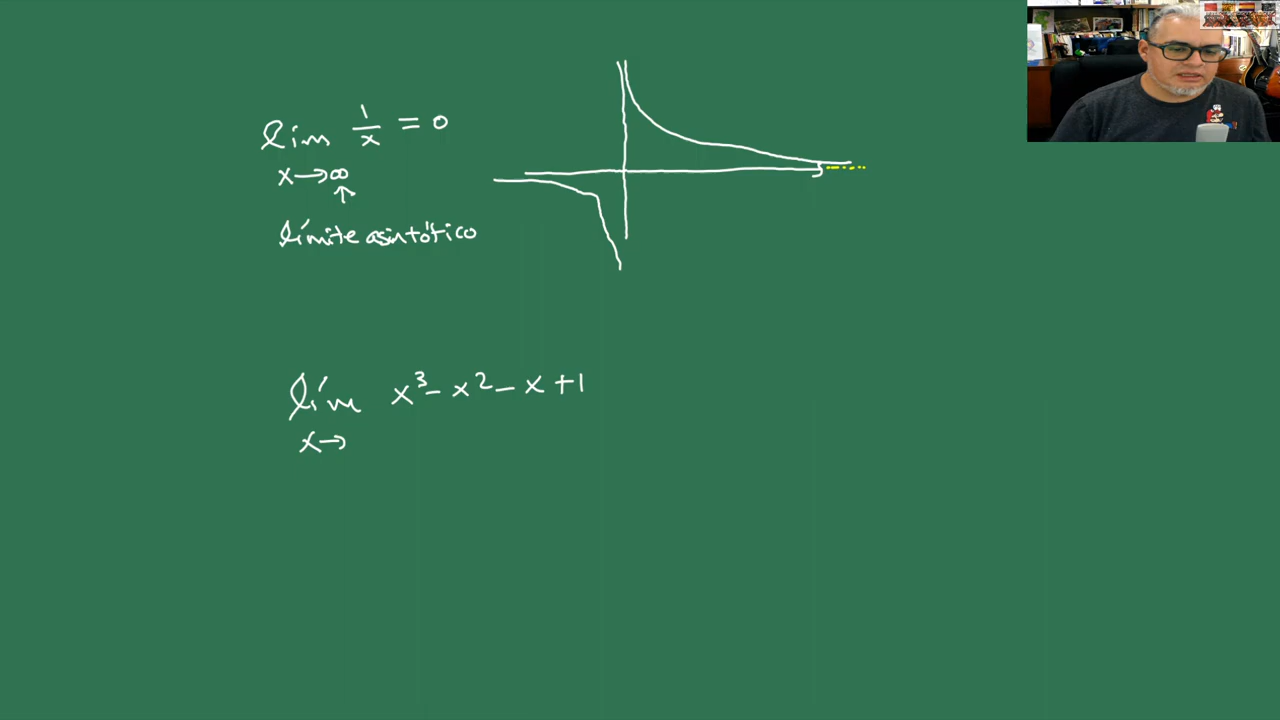 lim 1/x = 0
x→∞
↑
límite asintótico
lím x³ - x² - x + 1
x→